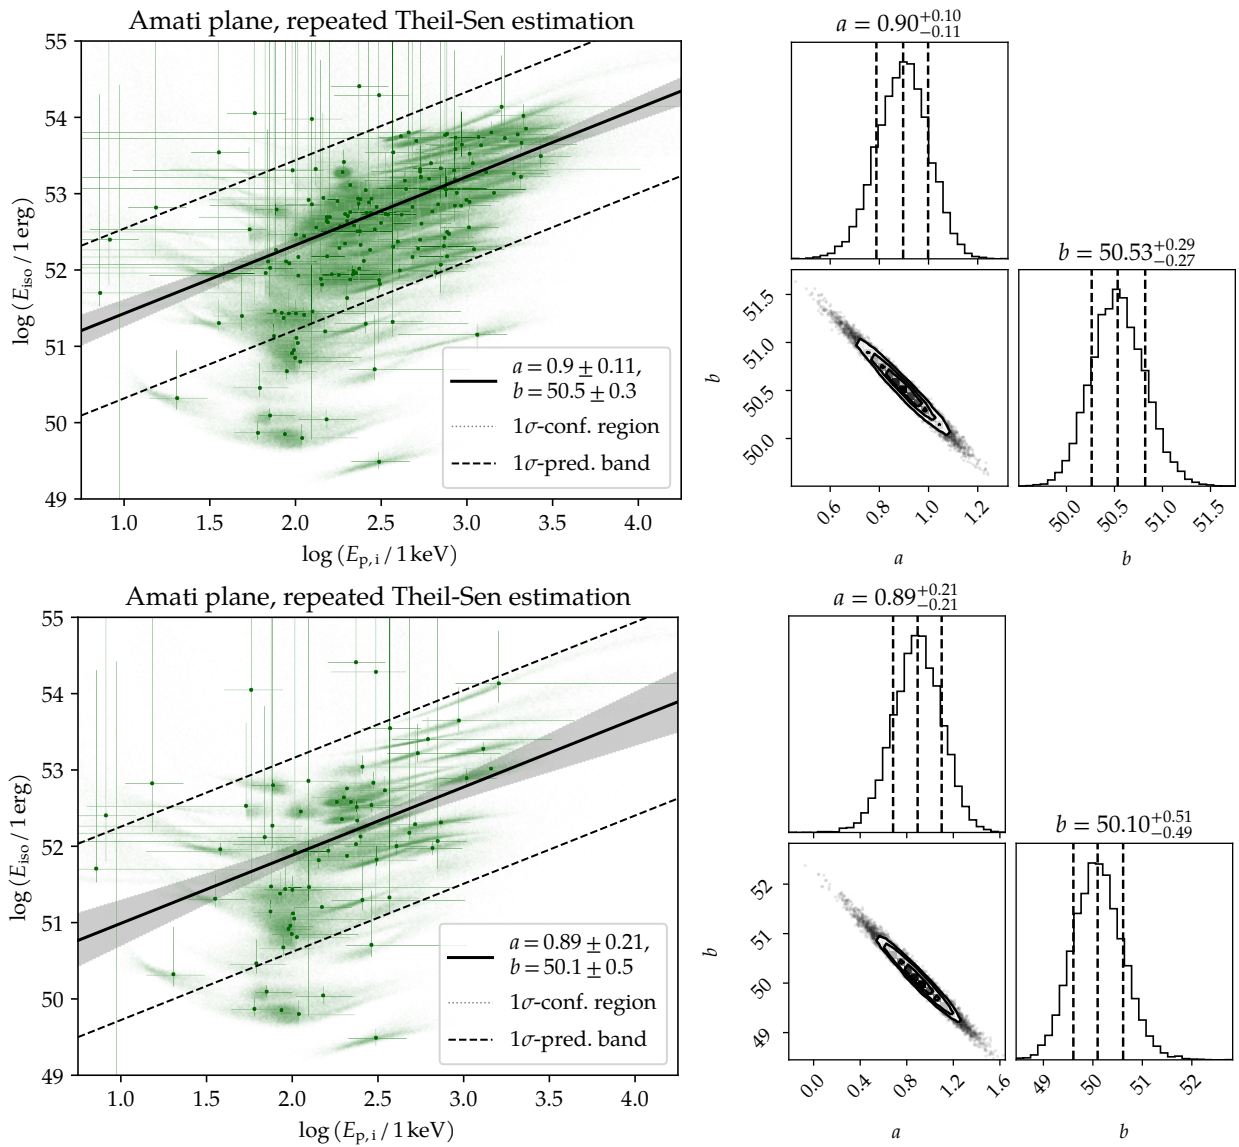 Amati plane, repeated Theil-Sen estimation
log (E_iso / 1 erg)
55
54
53
52
51
50
49
a = 0.9 ± 0.11,
b = 50.5 ± 0.3
1σ-conf. region
1σ-pred. band
1.0 1.5 2.0 2.5 3.0 3.5 4.0
log (E_p,i / 1 keV)
a = 0.90 +0.10 −0.11
b = 50.53 +0.29 −0.27
b
51.5
51.0
50.5
50.0
0.6 0.8 1.0 1.2
a
50.0 50.5 51.0 51.5
b
Amati plane, repeated Theil-Sen estimation
log (E_iso / 1 erg)
55
54
53
52
51
50
49
a = 0.89 ± 0.21,
b = 50.1 ± 0.5
1σ-conf. region
1σ-pred. band
1.0 1.5 2.0 2.5 3.0 3.5 4.0
log (E_p,i / 1 keV)
a = 0.89 +0.21 −0.21
b = 50.10 +0.51 −0.49
b
52
51
50
49
0.0 0.4 0.8 1.2 1.6
a
49 50 51 52
b